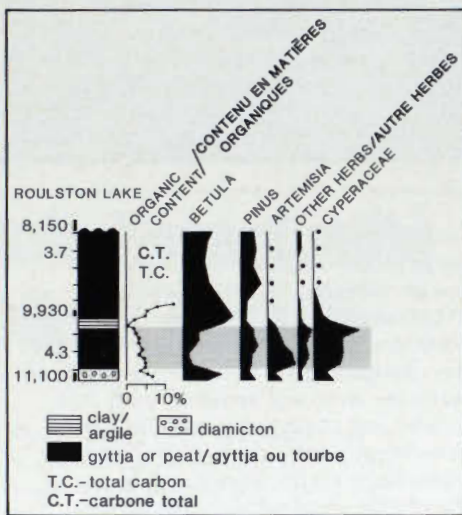 ORGANIC
CONTENT/CONTENU EN MATIÈRES
ORGANIQUES
BETULA
PINUS
ARTEMISIA
OTHER HERBS/AUTRE HERBES
CYPERACEAE
ROULSTON LAKE
8,150
3.7
C.T.
T.C.
9,930
4.3
11,100
0 10%
clay/
argile
diamicton
gyttja or peat/gyttja ou tourbe
T.C.-total carbon
C.T.-carbone total